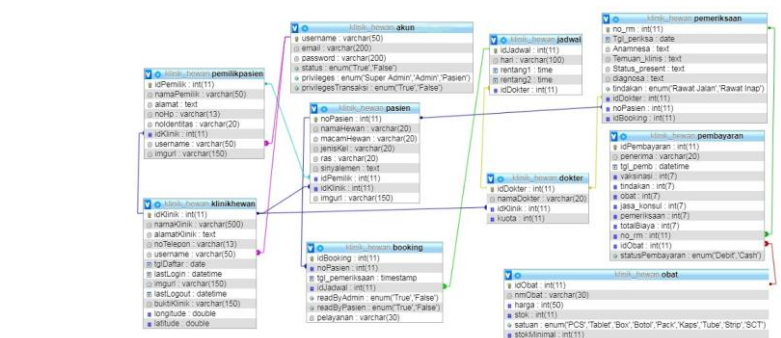 klinik_hewan akun
username : varchar(50)
email : varchar(200)
password : varchar(200)
status : enum('True','False')
privileges : enum('Super Admin','Admin','Pasien')
privilegesTransaksi : enum('True','False')
klinik_hewan jadwal
idJadwal : int(11)
hari : varchar(100)
rentang1 : time
rentang2 : time
idDokter : int(11)
klinik_hewan pemeriksaan
no_rm : int(11)
Tgl_periksa : date
Anamnesa : text
Temuan_klinis : text
Status_present : text
diagnosa : text
tindakan : enum('Rawat Jalan','Rawat Inap')
idDokter : int(11)
noPasien : int(11)
idBooking : int(11)
klinik_hewan pemilikpasien
idPemilik : int(11)
namaPemilik : varchar(50)
alamat : text
noHp : varchar(13)
noIdentitas : varchar(20)
idKlinik : int(11)
username : varchar(50)
imgurl : varchar(150)
klinik_hewan pasien
noPasien : int(11)
namaHewan : varchar(20)
macamHewan : varchar(20)
jenisKel : varchar(20)
ras : varchar(20)
sinyalemen : text
idPemilik : int(11)
idKlinik : int(11)
imgurl : varchar(150)
klinik_hewan pembayaran
idPembayaran : int(11)
penerima : varchar(20)
tgl_pemb : datetime
vaksinasi : int(7)
tindakan : int(7)
obat : int(7)
jasa_konsul : int(7)
pemeriksaan : int(7)
totalBiaya : int(7)
no_rm : int(11)
idObat : int(11)
statusPembayaran : enum('Debit','Cash')
klinik_hewan dokter
idDokter : int(11)
namaDokter : varchar(20)
idKlinik : int(11)
kuota : int(11)
klinik_hewan klinikhewan
idKlinik : int(11)
namaKlinik : varchar(500)
alamatKlinik : text
noTelepon : varchar(13)
username : varchar(50)
tglDaftar : date
lastLogin : datetime
imgurl : varchar(150)
lastLogout : datetime
buktiKlinik : varchar(150)
longitude : double
latitude : double
klinik_hewan booking
idBooking : int(11)
noPasien : int(11)
tgl_pemeriksaan : timestamp
idJadwal : int(11)
readByAdmin : enum('True','False')
readByPasien : enum('True','False')
pelayanan : varchar(30)
klinik_hewan obat
idObat : int(11)
nmObat : varchar(30)
harga : int(50)
stok : int(11)
satuan : enum('PCS','Tablet','Box','Botol','Pack','Kaps','Tube','Strip','SCT')
stokMinimal : int(11)